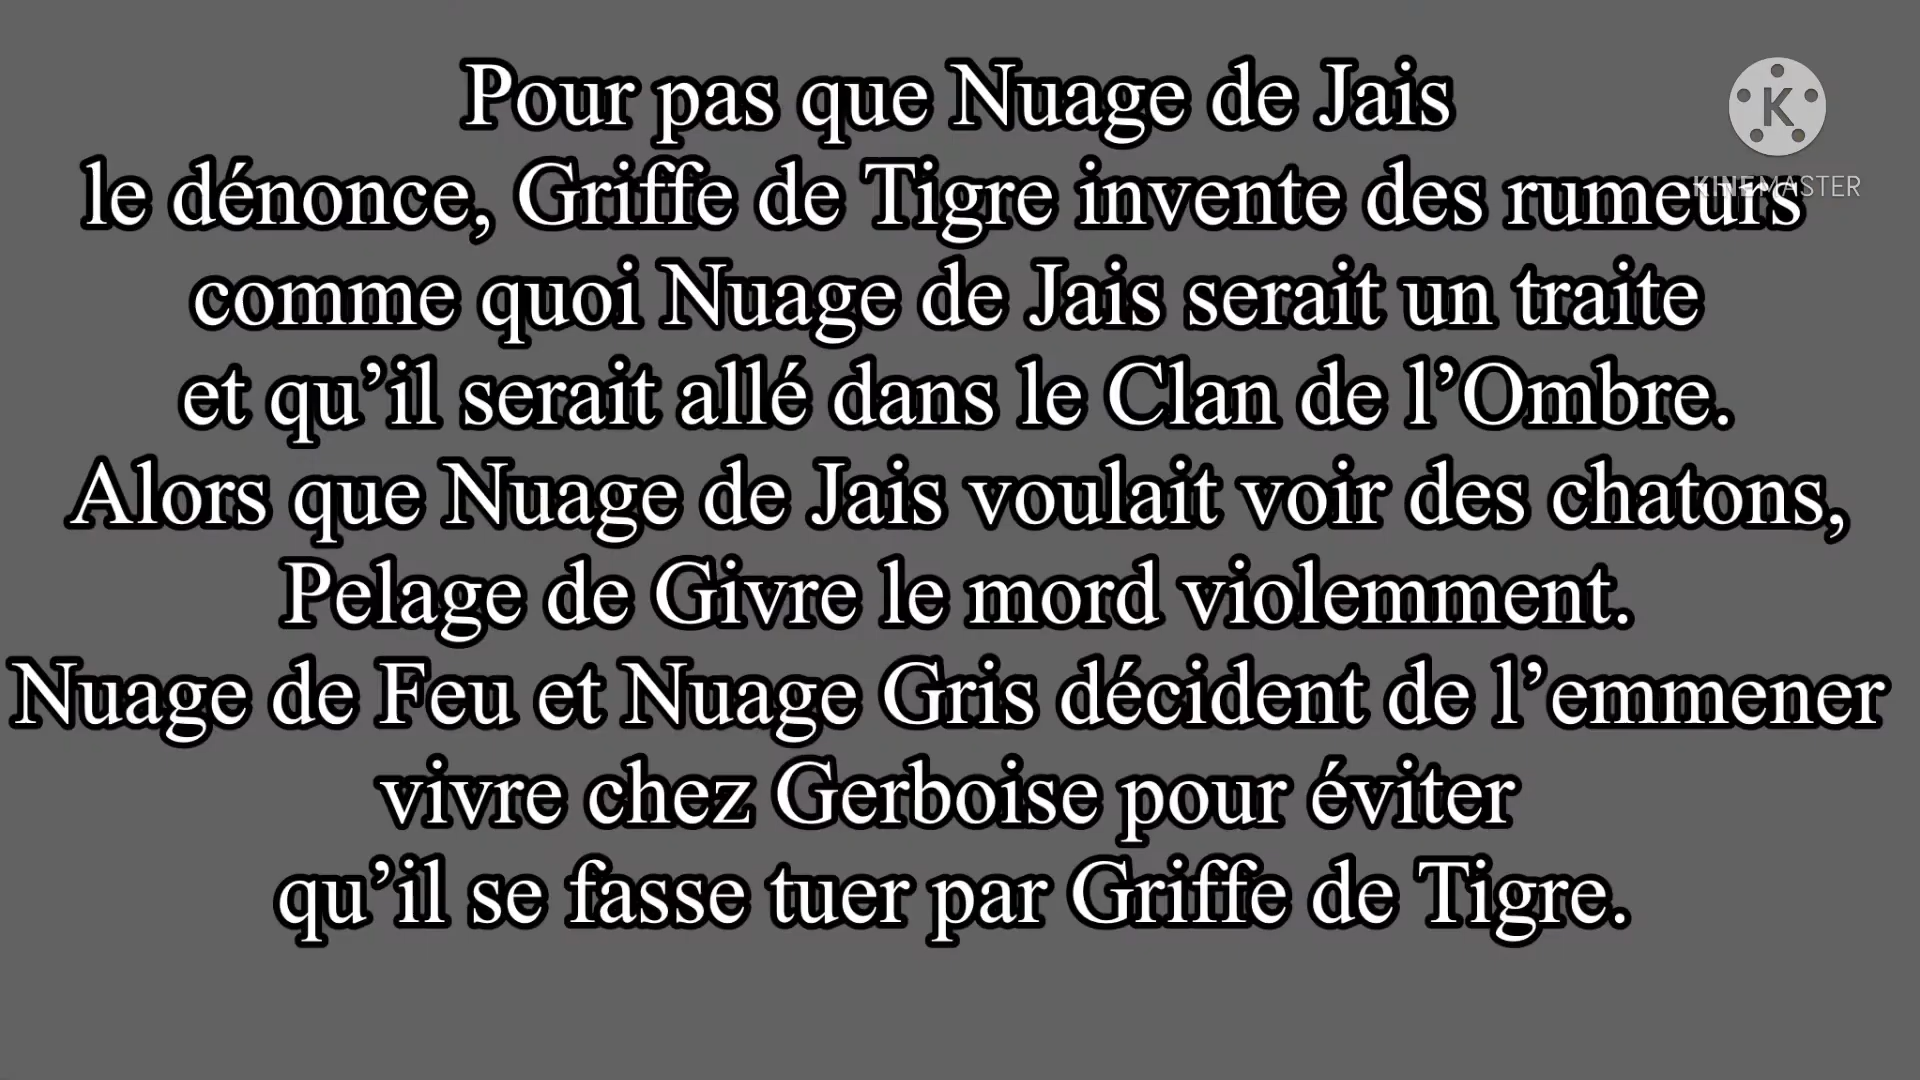 Pour pas que Nuage de Jais
le dénonce, Griffe de Tigre invente des rumeurs
comme quoi Nuage de Jais serait un traite
et qu’il serait allé dans le Clan de l’Ombre.
Alors que Nuage de Jais voulait voir des chatons,
Pelage de Givre le mord violemment.
Nuage de Feu et Nuage Gris décident de l’emmener
vivre chez Gerboise pour éviter
qu’il se fasse tuer par Griffe de Tigre.
K
KINEMASTER